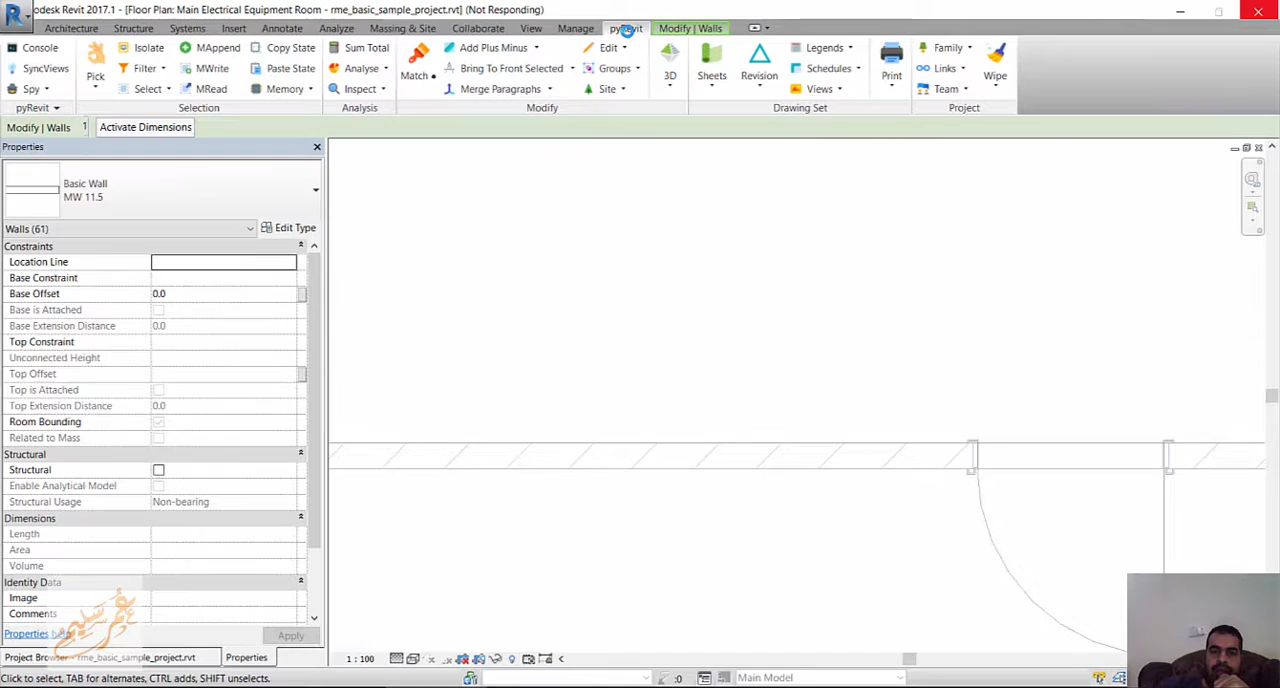 odesk Revit 2017.1 - [Floor Plan: Main Electrical Equipment Room - rme_basic_sample_project.rvt] (Not Responding)
Architecture Structure Systems Insert Annotate Analyze Massing & Site Collaborate View Manage pyRevit Modify | Walls
Console Isolate MAppend Copy State Sum Total Add Plus Minus Edit Legends Family
SyncViews Pick Filter MWrite Paste State Analyse Match Bring To Front Selected Groups 3D Sheets Revision Schedules Print Links Wipe
Spy Select MRead Memory Inspect Merge Paragraphs Site Views Team
pyRevit Selection Analysis Modify Drawing Set Project
Modify | Walls 1 Activate Dimensions
Properties
Basic Wall
MW 11.5
Walls (61) Edit Type
Constraints
Location Line
Base Constraint
Base Offset 0.0
Base is Attached
Base Extension Distance 0.0
Top Constraint
Unconnected Height
Top Offset
Top is Attached
Top Extension Distance 0.0
Room Bounding
Related to Mass
Structural
Structural
Enable Analytical Model
Structural Usage Non-bearing
Dimensions
Length
Area
Volume
Identity Data
Image
Comments
عمر سليم
Properties help Apply
Project Browser - rme_basic_sample_project.rvt Properties 1 : 100
Click to select, TAB for alternates, CTRL adds, SHIFT unselects. :0 Main Model